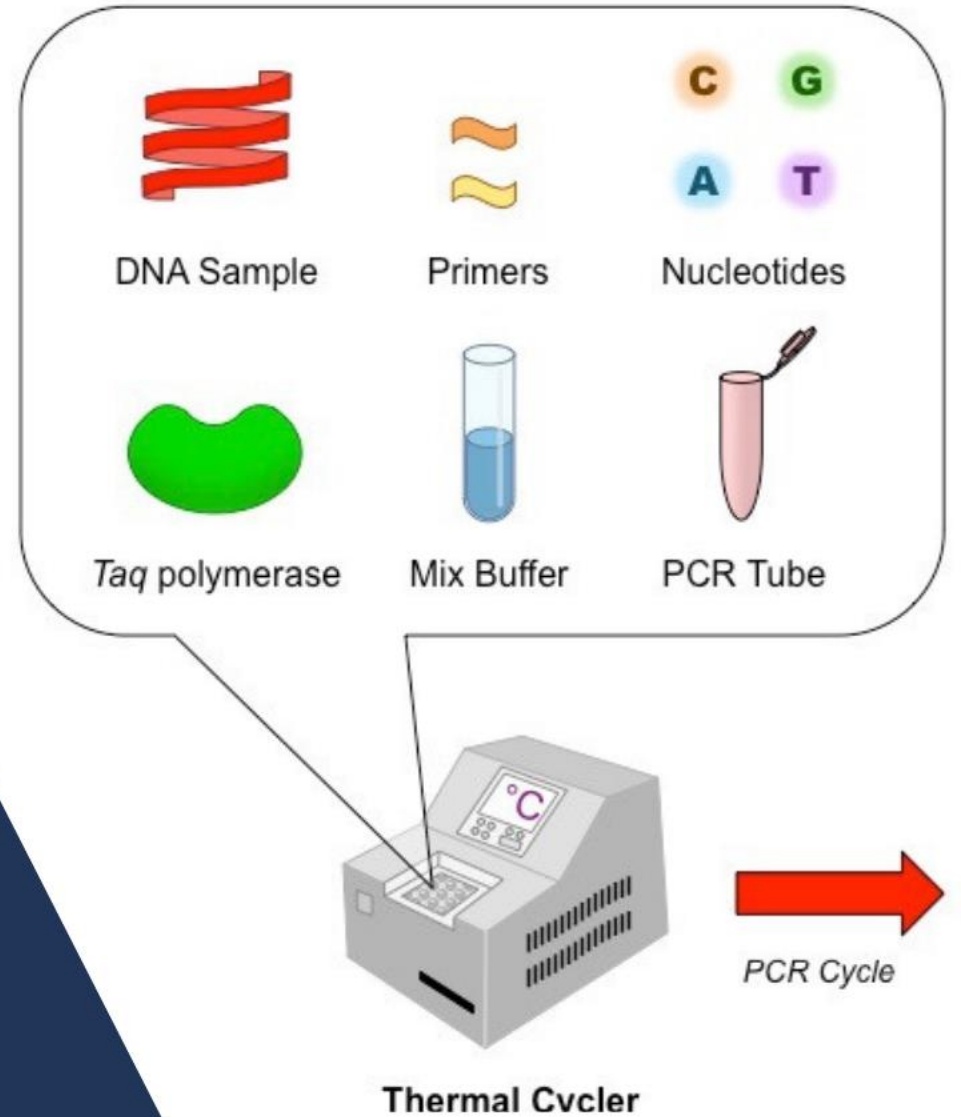 C G
A T
DNA Sample Primers Nucleotides
Taq polymerase Mix Buffer PCR Tube
°C
PCR Cycle
Thermal Cycler